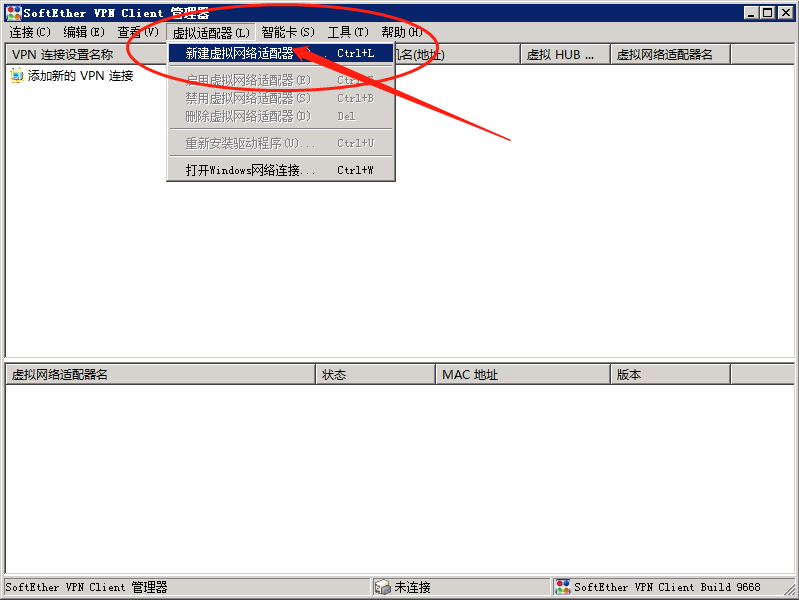 SoftEther VPN Client 管理器
连接(C) 编辑(E) 查看(V) 虚拟适配器(L) 智能卡(S) 工具(T) 帮助(H)
VPN 连接设置名称 机名(地址) 虚拟 HUB ... 虚拟网络适配器名
添加新的 VPN 连接
新建虚拟网络适配器 Ctrl+L
启用虚拟网络适配器(E)
禁用虚拟网络适配器(S) Ctrl+B
删除虚拟网络适配器(D) Del
重新安装驱动程序(U)... Ctrl+U
打开Windows网络连接... Ctrl+W
虚拟网络适配器名 状态 MAC 地址 版本
SoftEther VPN Client 管理器 未连接 SoftEther VPN Client Build 9668